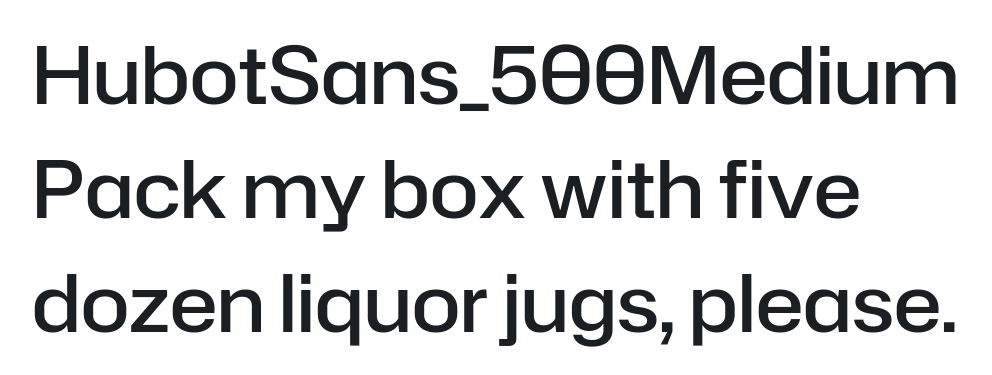 HubotSans_500Medium
Pack my box with five
dozen liquor jugs, please.